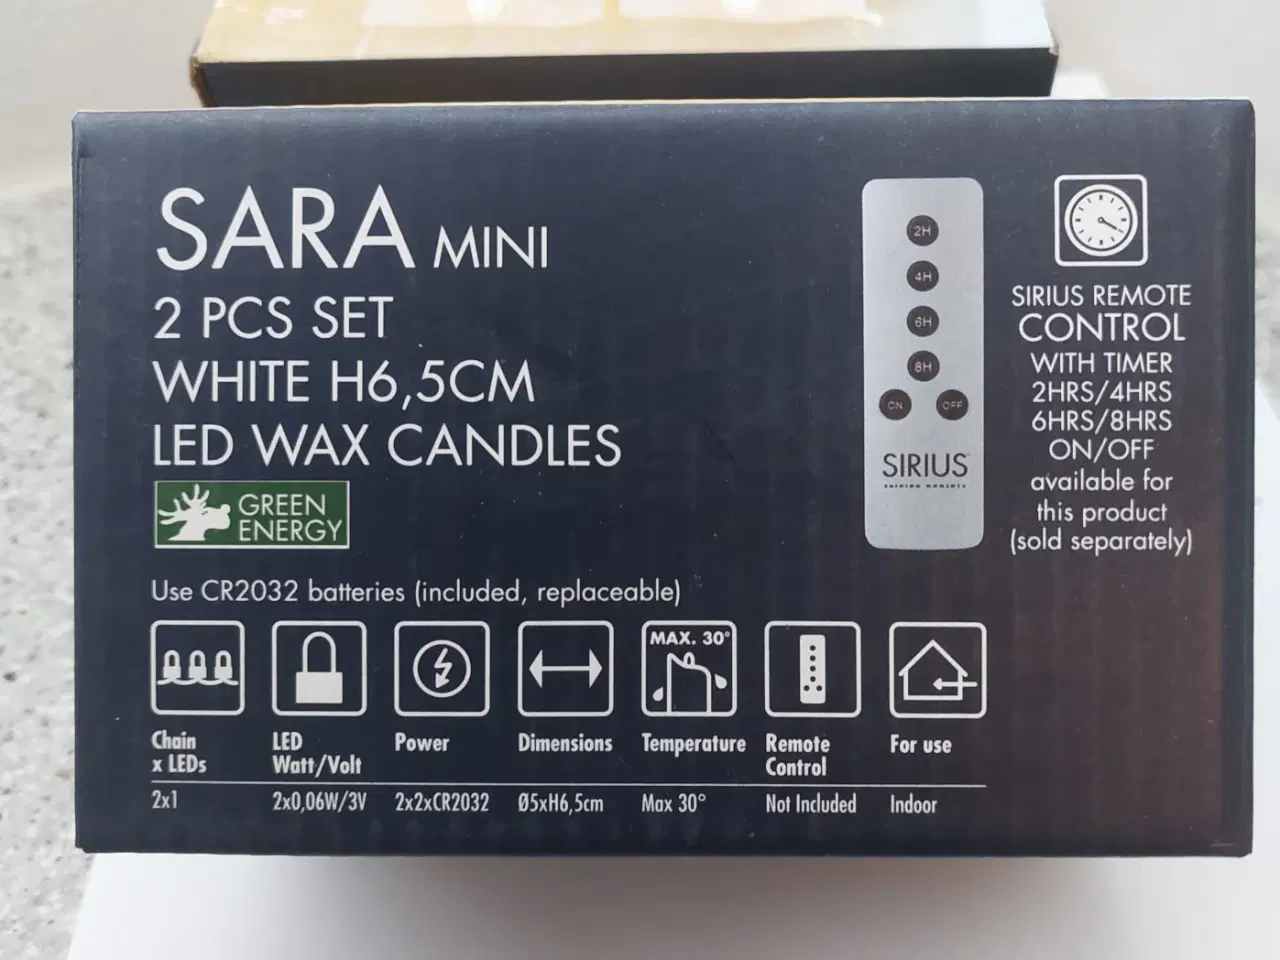 SARA MINI
2 PCS SET
WHITE H6,5CM
LED WAX CANDLES
GREEN
ENERGY
Use CR2032 batteries (included, replaceable)
2H
4H
6H
8H
ON OFF
SIRIUS
SHINING MOMENTS
SIRIUS REMOTE
CONTROL
WITH TIMER
2HRS/4HRS
6HRS/8HRS
ON/OFF
available for
this product
(sold separately)
MAX. 30°
Chain
x LEDs
2x1
LED
Watt/Volt
2x0,06W/3V
Power
2x2xCR2032
Dimensions
Ø5xH6,5cm
Temperature
Max 30°
Remote
Control
Not Included
For use
Indoor